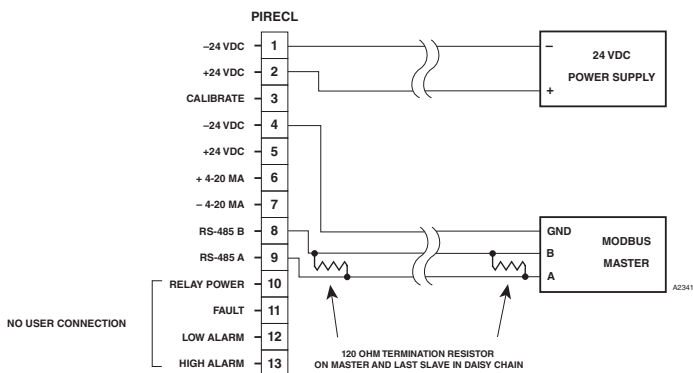 PIRECL
–24 VDC 1
+24 VDC 2
CALIBRATE 3
–24 VDC 4
+24 VDC 5
+ 4-20 MA 6
– 4-20 MA 7
RS-485 B 8
RS-485 A 9
RELAY POWER 10
FAULT 11
LOW ALARM 12
HIGH ALARM 13
NO USER CONNECTION
–
24 VDC
POWER SUPPLY
+
GND
B
A
MODBUS
MASTER
A2341
120 OHM TERMINATION RESISTOR
ON MASTER AND LAST SLAVE IN DAISY CHAIN